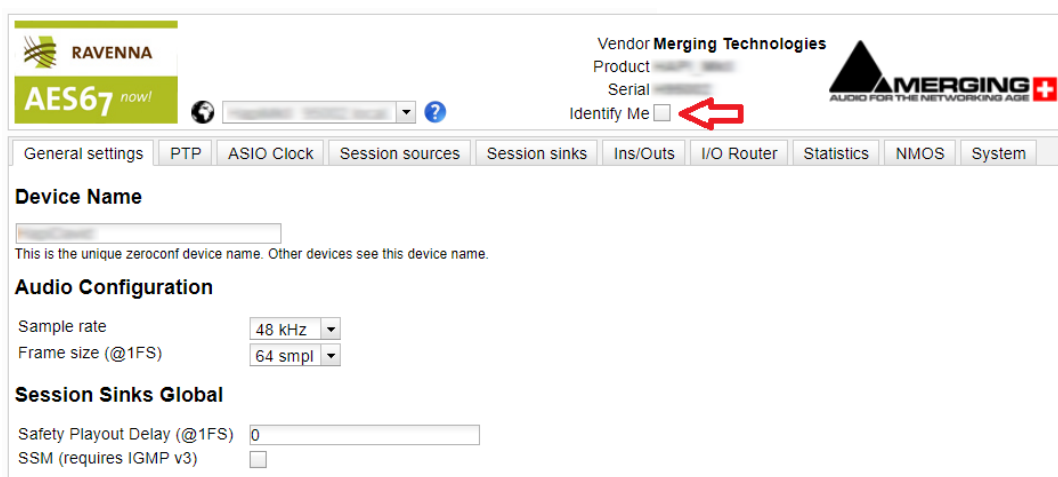 RAVENNA
AES67 now!
Vendor Merging Technologies
Product
Serial
Identify Me
MERGING
AUDIO FOR THE NETWORKING AGE
?
General settings PTP ASIO Clock Session sources Session sinks Ins/Outs I/O Router Statistics NMOS System
Device Name
This is the unique zeroconf device name. Other devices see this device name.
Audio Configuration
Sample rate 48 kHz
Frame size (@1FS) 64 smpl
Session Sinks Global
Safety Playout Delay (@1FS) 0
SSM (requires IGMP v3)